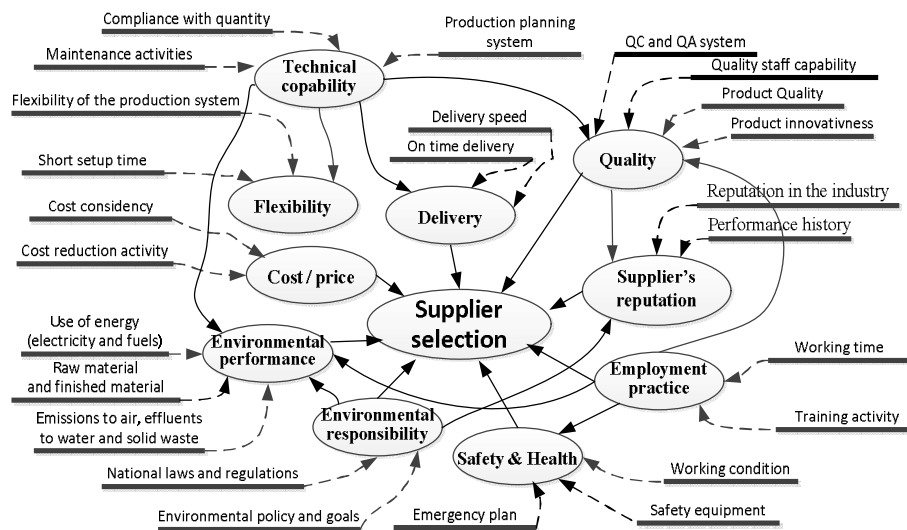 Compliance with quantity
Production planning
system
QC and QA system
Maintenance activities
Technical
copability
Quality staff capability
Flexibility of the production system
Product Quality
Delivery speed
Product innovativness
On time delivery
Short setup time
Quality
Reputation in the industry
Flexibility
Delivery
Cost considency
Performance history
Cost reduction activity
Cost / price
Supplier's
reputation
Supplier
selection
Use of energy
(electricity and fuels)
Environmental
performance
Working time
Raw material
and finished material
Employment
practice
Emissions to air, effluents
to water and solid waste
Environmental
responsibility
Training activity
National laws and regulations
Safety & Health
Working condition
Environmental policy and goals
Emergency plan
Safety equipment